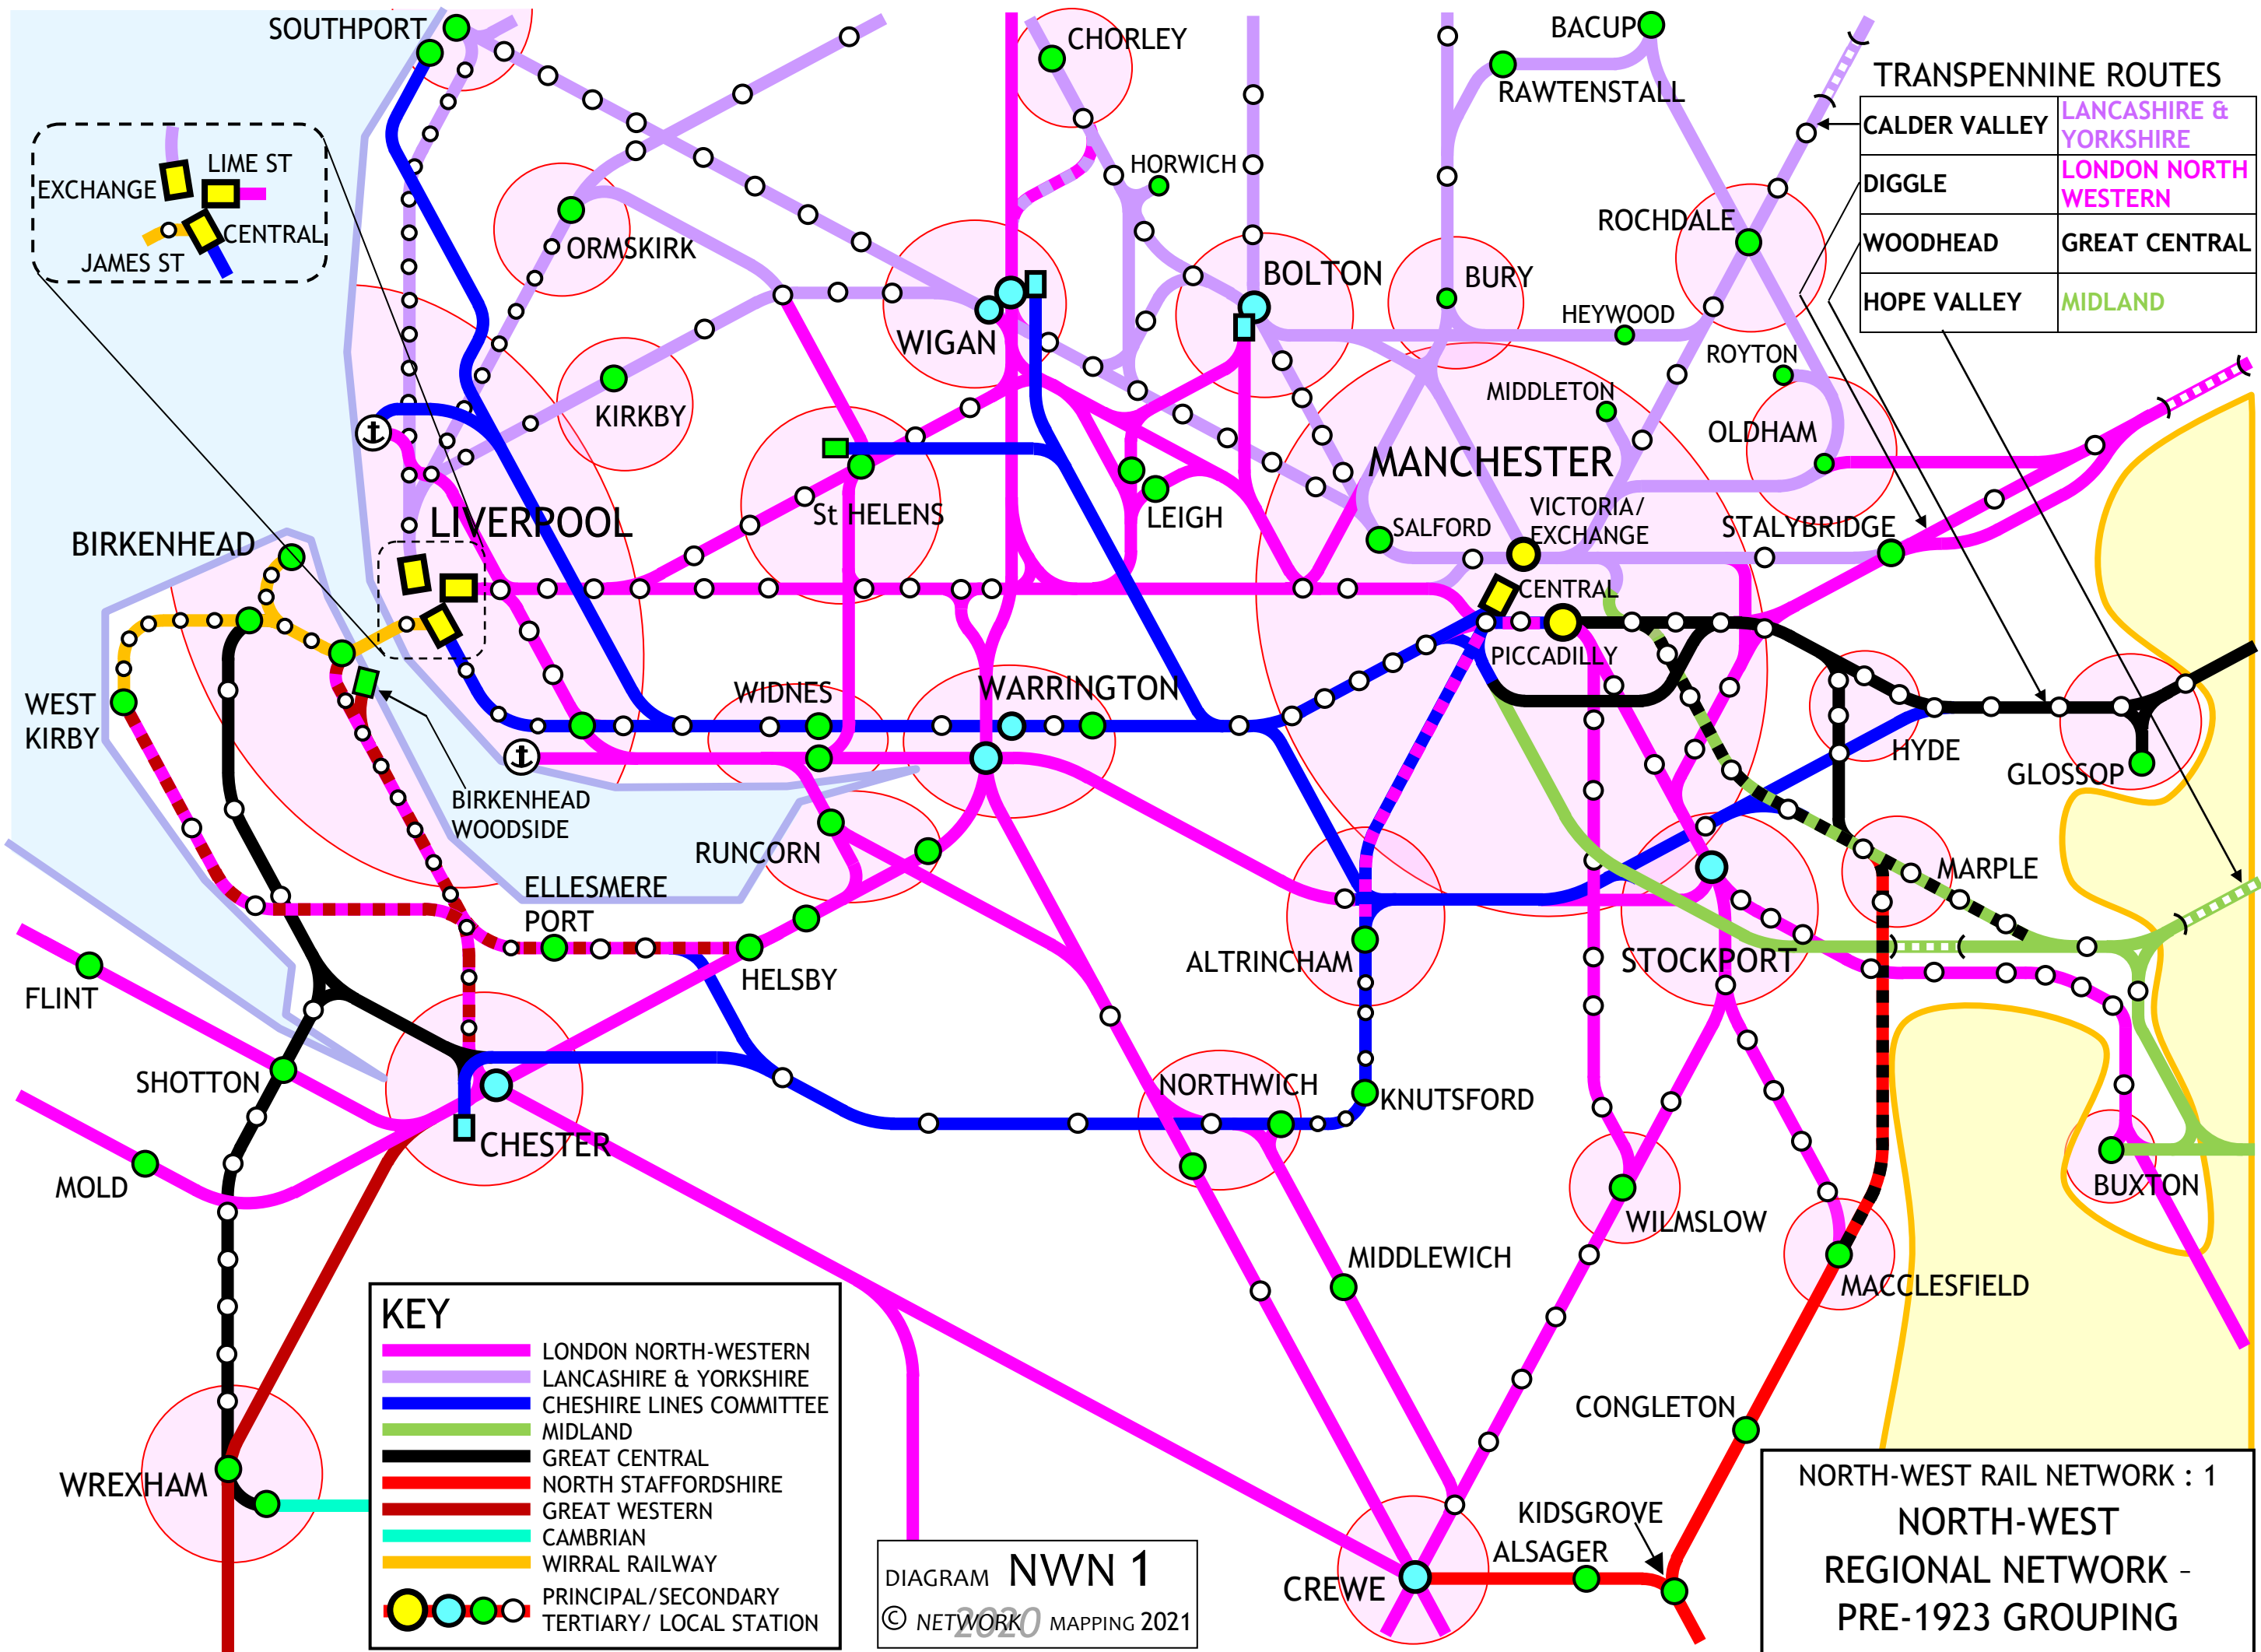 SOUTHPORT
CHORLEY
BACUP
RAWTENSTALL
TRANSPENNINE ROUTES
CALDER VALLEY
LANCASHIRE &
YORKSHIRE
DIGGLE
LONDON NORTH
WESTERN
WOODHEAD
GREAT CENTRAL
HOPE VALLEY
MIDLAND
EXCHANGE
LIME ST
CENTRAL
JAMES ST
HORWICH
ORMSKIRK
ROCHDALE
BOLTON
BURY
HEYWOOD
WIGAN
ROYTON
KIRKBY
MIDDLETON
OLDHAM
MANCHESTER
St HELENS
LEIGH
LIVERPOOL
SALFORD
VICTORIA/
EXCHANGE
STALYBRIDGE
BIRKENHEAD
CENTRAL
PICCADILLY
WEST
KIRBY
WIDNES
WARRINGTON
HYDE
GLOSSOP
BIRKENHEAD
WOODSIDE
RUNCORN
MARPLE
ELLESMERE
PORT
HELSBY
ALTRINCHAM
STOCKPORT
FLINT
SHOTTON
NORTHWICH
KNUTSFORD
CHESTER
MOLD
BUXTON
WILMSLOW
MIDDLEWICH
MACCLESFIELD
CONGLETON
WREXHAM
KIDSGROVE
ALSAGER
CREWE
KEY
LONDON NORTH-WESTERN
LANCASHIRE & YORKSHIRE
CHESHIRE LINES COMMITTEE
MIDLAND
GREAT CENTRAL
NORTH STAFFORDSHIRE
GREAT WESTERN
CAMBRIAN
WIRRAL RAILWAY
PRINCIPAL/SECONDARY
TERTIARY/ LOCAL STATION
DIAGRAM NWN 1
© NETWORK 2020 MAPPING 2021
NORTH-WEST RAIL NETWORK : 1
NORTH-WEST
REGIONAL NETWORK –
PRE-1923 GROUPING